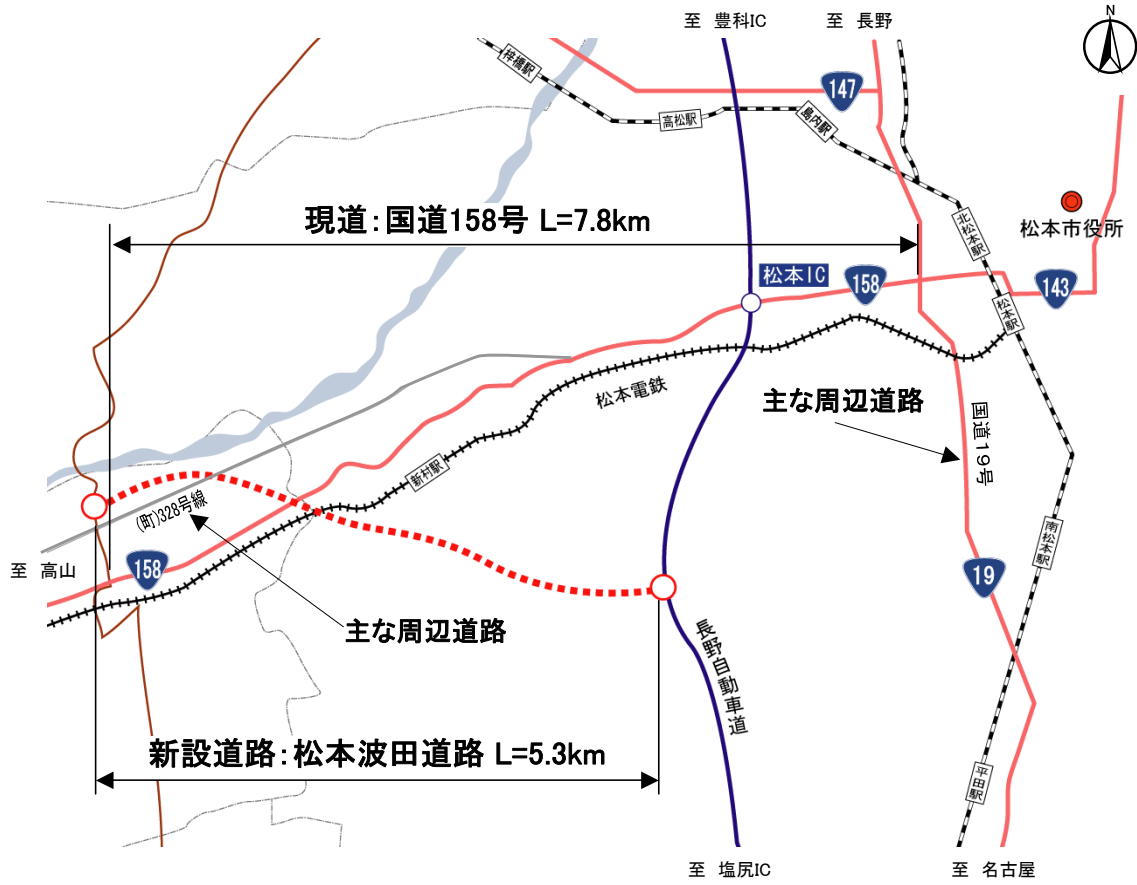 至 豊科IC
至 長野
N
梓橋駅
147
高松駅
島内駅
現道：国道158号 L=7.8km
北松本駅
松本市役所
松本IC
158
143
松本駅
松本電鉄
主な周辺道路
国道19号
新村駅
(町)328号線
南松本駅
至 高山
158
19
主な周辺道路
長野自動車道
新設道路：松本波田道路 L=5.3km
平田駅
至 塩尻IC
至 名古屋